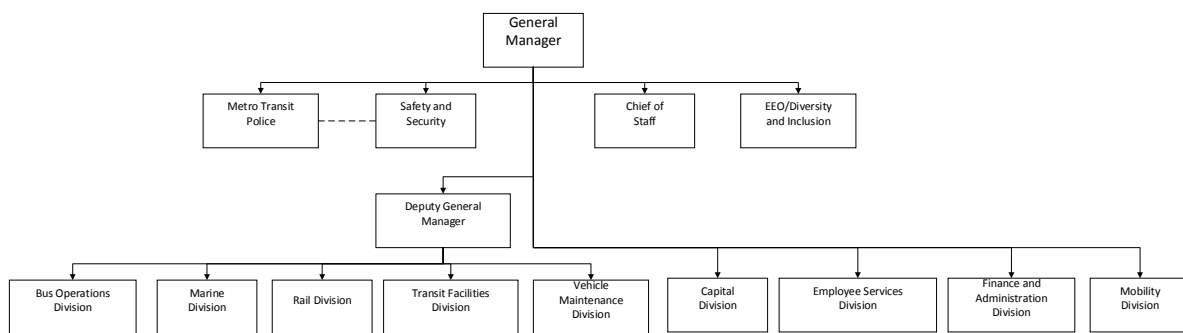 General
Manager
Metro Transit
Police
Safety and
Security
Chief of
Staff
EEO/Diversity
and Inclusion
Deputy General
Manager
Bus Operations
Division
Marine
Division
Rail Division
Transit Facilities
Division
Vehicle
Maintenance
Division
Capital
Division
Employee Services
Division
Finance and
Administration
Division
Mobility
Division